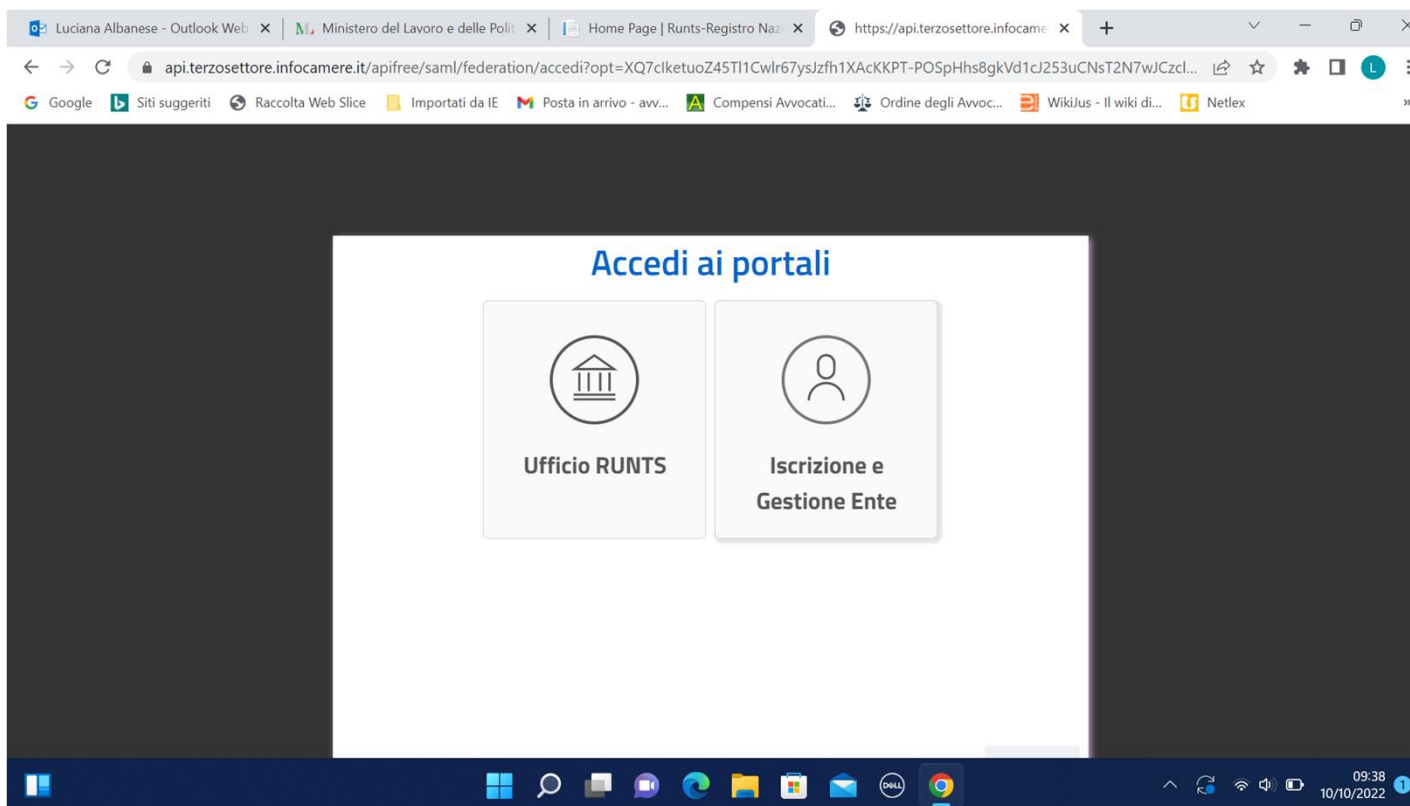 Luciana Albanese - Outlook Web
Ministero del Lavoro e delle Polit
Home Page | Runts-Registro Naz
https://api.terzosettore.infocame
api.terzosettore.infocamere.it/apifree/saml/federation/accedi?opt=XQ7clketuoZ45Tl1Cwlr67ysJzfh1XAcKKPT-POSpHhs8gkVd1cJ253uCNsT2N7wJCzcl...
L
Google
Siti suggeriti
Raccolta Web Slice
Importati da IE
Posta in arrivo - avv...
Compensi Avvocati...
Ordine degli Avvoc...
WikiJus - Il wiki di...
Netlex
»
Accedi ai portali
Ufficio RUNTS
Iscrizione e
Gestione Ente
DELL
09:38
10/10/2022
1